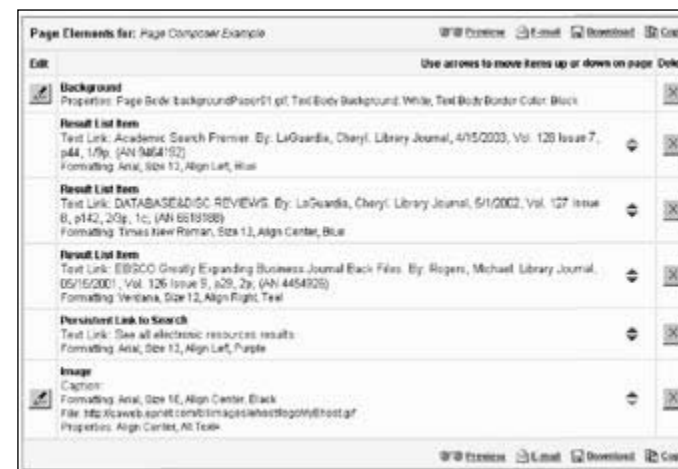 Page Elements for: Page Composer Example Preview E-mail Download Cop
Edit Use arrows to move items up or down on page Dele
Background
Properties: Page Body: backgroundPaper01.gif, Text Body Background: White, Text Body Border Color: Black
Result List Item
Text Link: Academic Search Premier. By: LaGuardia, Cheryl. Library Journal, 4/15/2003, Vol. 128 Issue 7,
p44, 1/9p; (AN 9464192)
Formatting: Arial, Size 13, Align Left, Blue
Result List Item
Text Link: DATABASE&DISC REVIEWS. By: LaGuardia, Cheryl. Library Journal, 5/1/2002, Vol. 127 Issue
8, p142, 2/3p, 1c; (AN 6618188)
Formatting: Times New Roman, Size 13, Align Center, Blue
Result List Item
Text Link: EBSCO Greatly Expanding Business Journal Back Files. By: Rogers, Michael. Library Journal,
05/15/2001, Vol. 126 Issue 9, p29, 2p; (AN 4454926)
Formatting: Verdana, Size 12, Align Right, Teal
Persistent Link to Search
Text Link: See all electronic resources results
Formatting: Arial, Size 13, Align Left, Purple
Image
Caption:
Formatting: Arial, Size 16, Align Center, Black
File:
Properties: Align Center, Alt Text=
Preview E-mail Download Cop